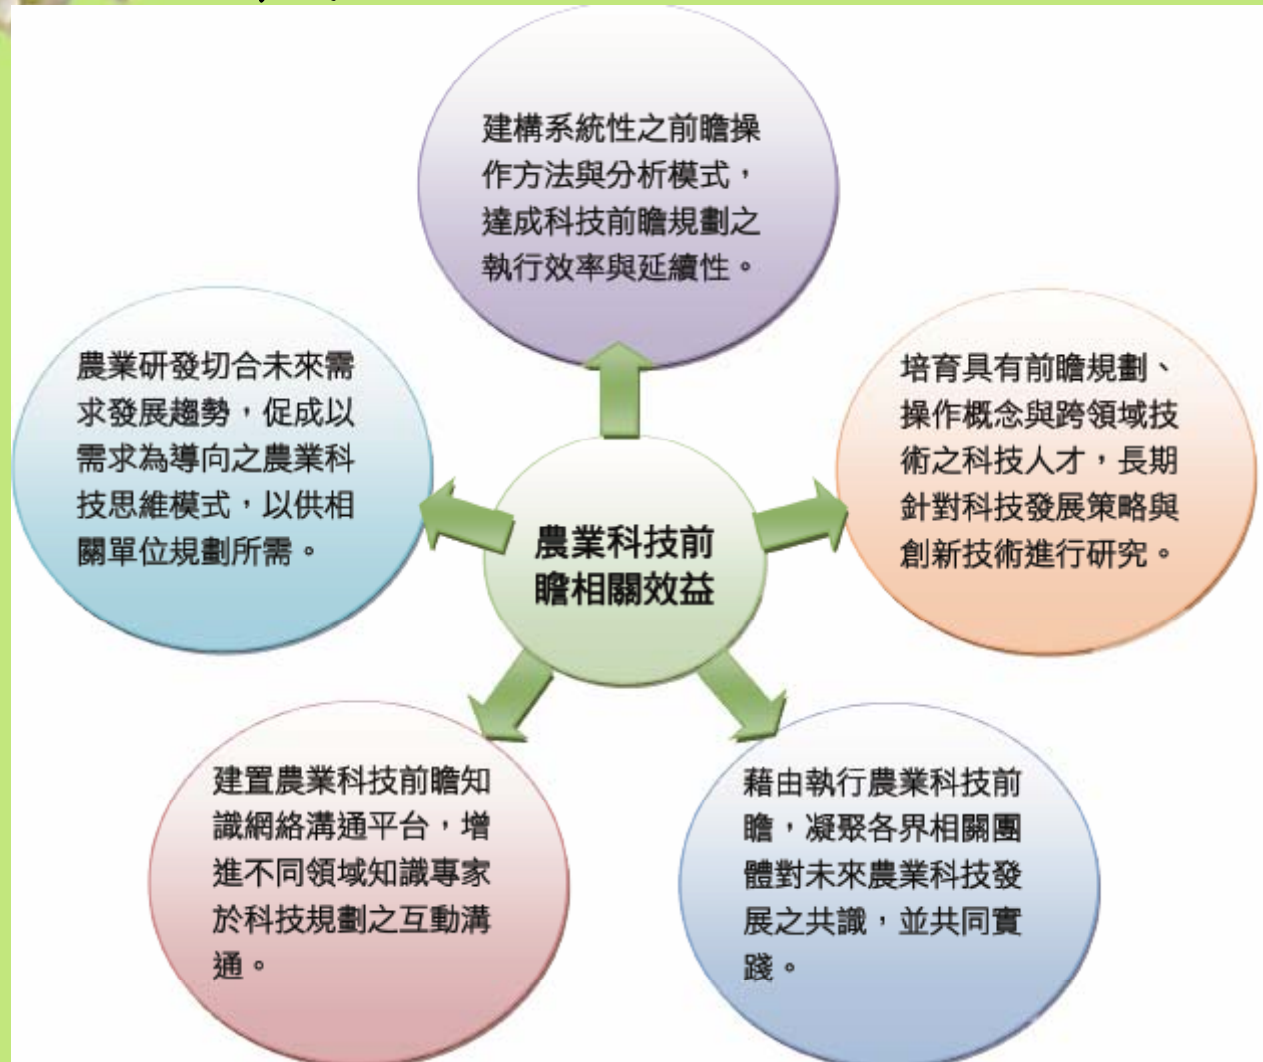 建構系統性之前瞻操
作方法與分析模式，
達成科技前瞻規劃之
執行效率與延續性。
農業研發切合未來需
求發展趨勢，促成以
需求為導向之農業科
技思維模式，以供相
關單位規劃所需。
培育具有前瞻規劃、
操作概念與跨領域技
術之科技人才，長期
針對科技發展策略與
創新技術進行研究。
農業科技前
瞻相關效益
建置農業科技前瞻知
識網絡溝通平台，增
進不同領域知識專家
於科技規劃之互動溝
通。
藉由執行農業科技前
瞻，凝聚各界相關團
體對未來農業科技發
展之共識，並共同實
踐。